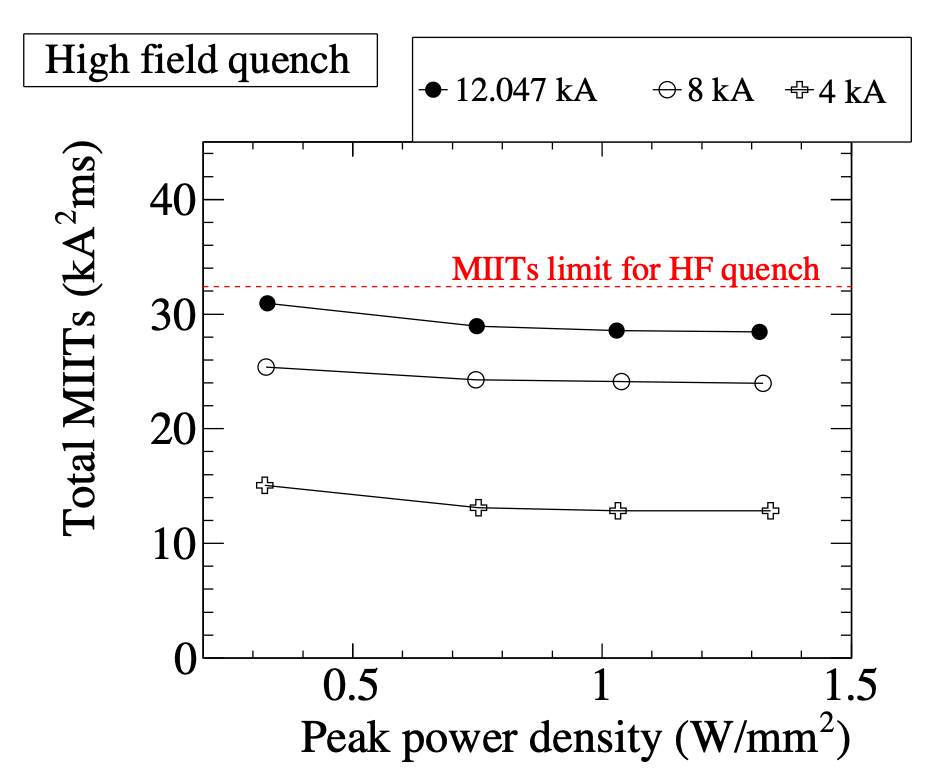 High field quench
12.047 kA
8 kA
4 kA
Total MIITs (kA²ms)
40
30
20
10
0
MIITs limit for HF quench
0.5
1
1.5
Peak power density (W/mm²)